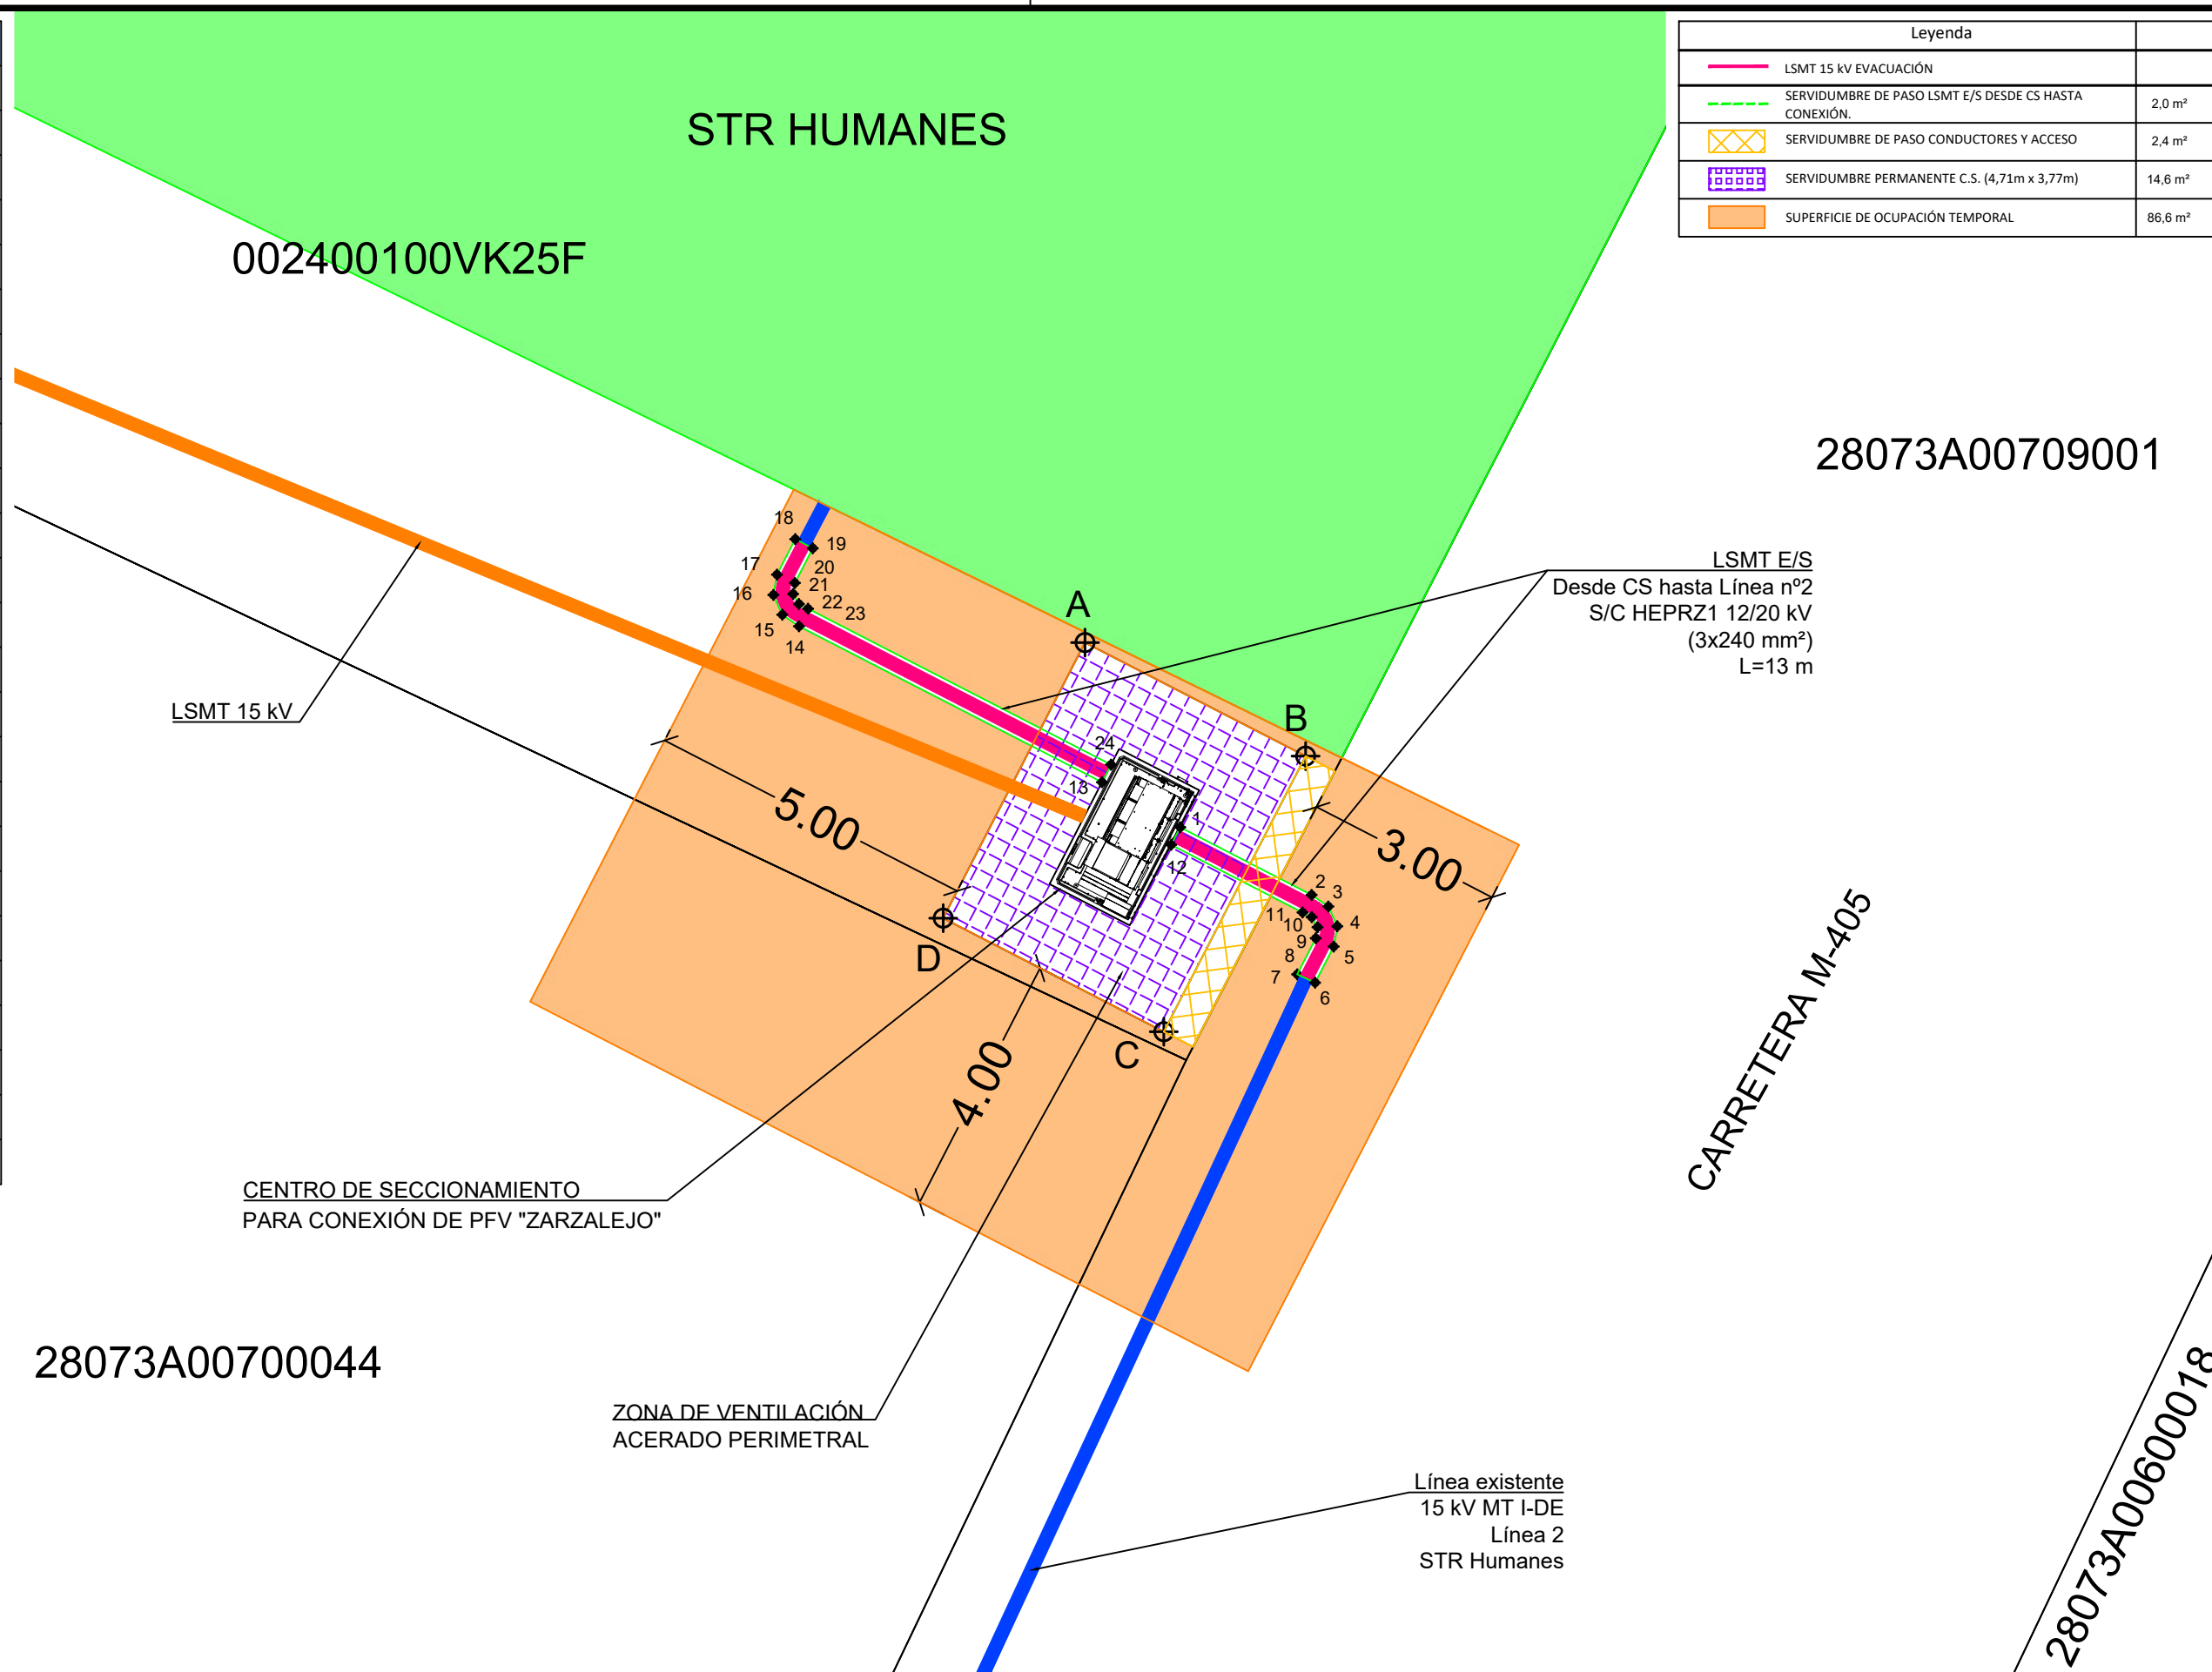 Leyenda
LSMT 15 kV EVACUACIÓN
SERVIDUMBRE DE PASO LSMT E/S DESDE CS HASTA
CONEXIÓN.
2,0 m²
SERVIDUMBRE DE PASO CONDUCTORES Y ACCESO
2,4 m²
SERVIDUMBRE PERMANENTE C.S. (4,71m x 3,77m)
14,6 m²
SUPERFICIE DE OCUPACIÓN TEMPORAL
86,6 m²
STR HUMANES
002400100VK25F
28073A00709001
LSMT E/S
Desde CS hasta Línea nº2
S/C HEPRZ1 12/20 kV
(3x240 mm²)
L=13 m
18
19
17
20
21
16
22
23
15
14
A
B
LSMT 15 kV
24
13
1
12
5.00
3.00
2
3
11
10
4
9
5
8
7
6
D
C
4.00
CARRETERA M-405
CENTRO DE SECCIONAMIENTO
PARA CONEXIÓN DE PFV "ZARZALEJO"
28073A00700044
ZONA DE VENTILACIÓN
ACERADO PERIMETRAL
Línea existente
15 kV MT I-DE
Línea 2
STR Humanes
28073A00600018